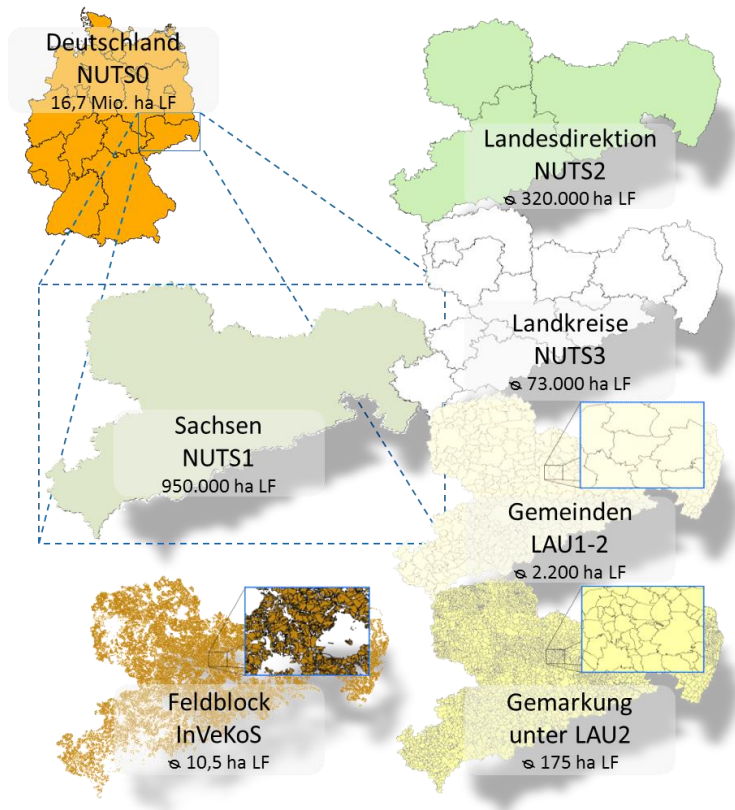 Deutschland
NUTS0
16,7 Mio. ha LF
Landesdirektion
NUTS2
⌀ 320.000 ha LF
Landkreise
NUTS3
⌀ 73.000 ha LF
Sachsen
NUTS1
950.000 ha LF
Gemeinden
LAU1-2
⌀ 2.200 ha LF
Feldblock
InVeKoS
⌀ 10,5 ha LF
Gemarkung
unter LAU2
⌀ 175 ha LF